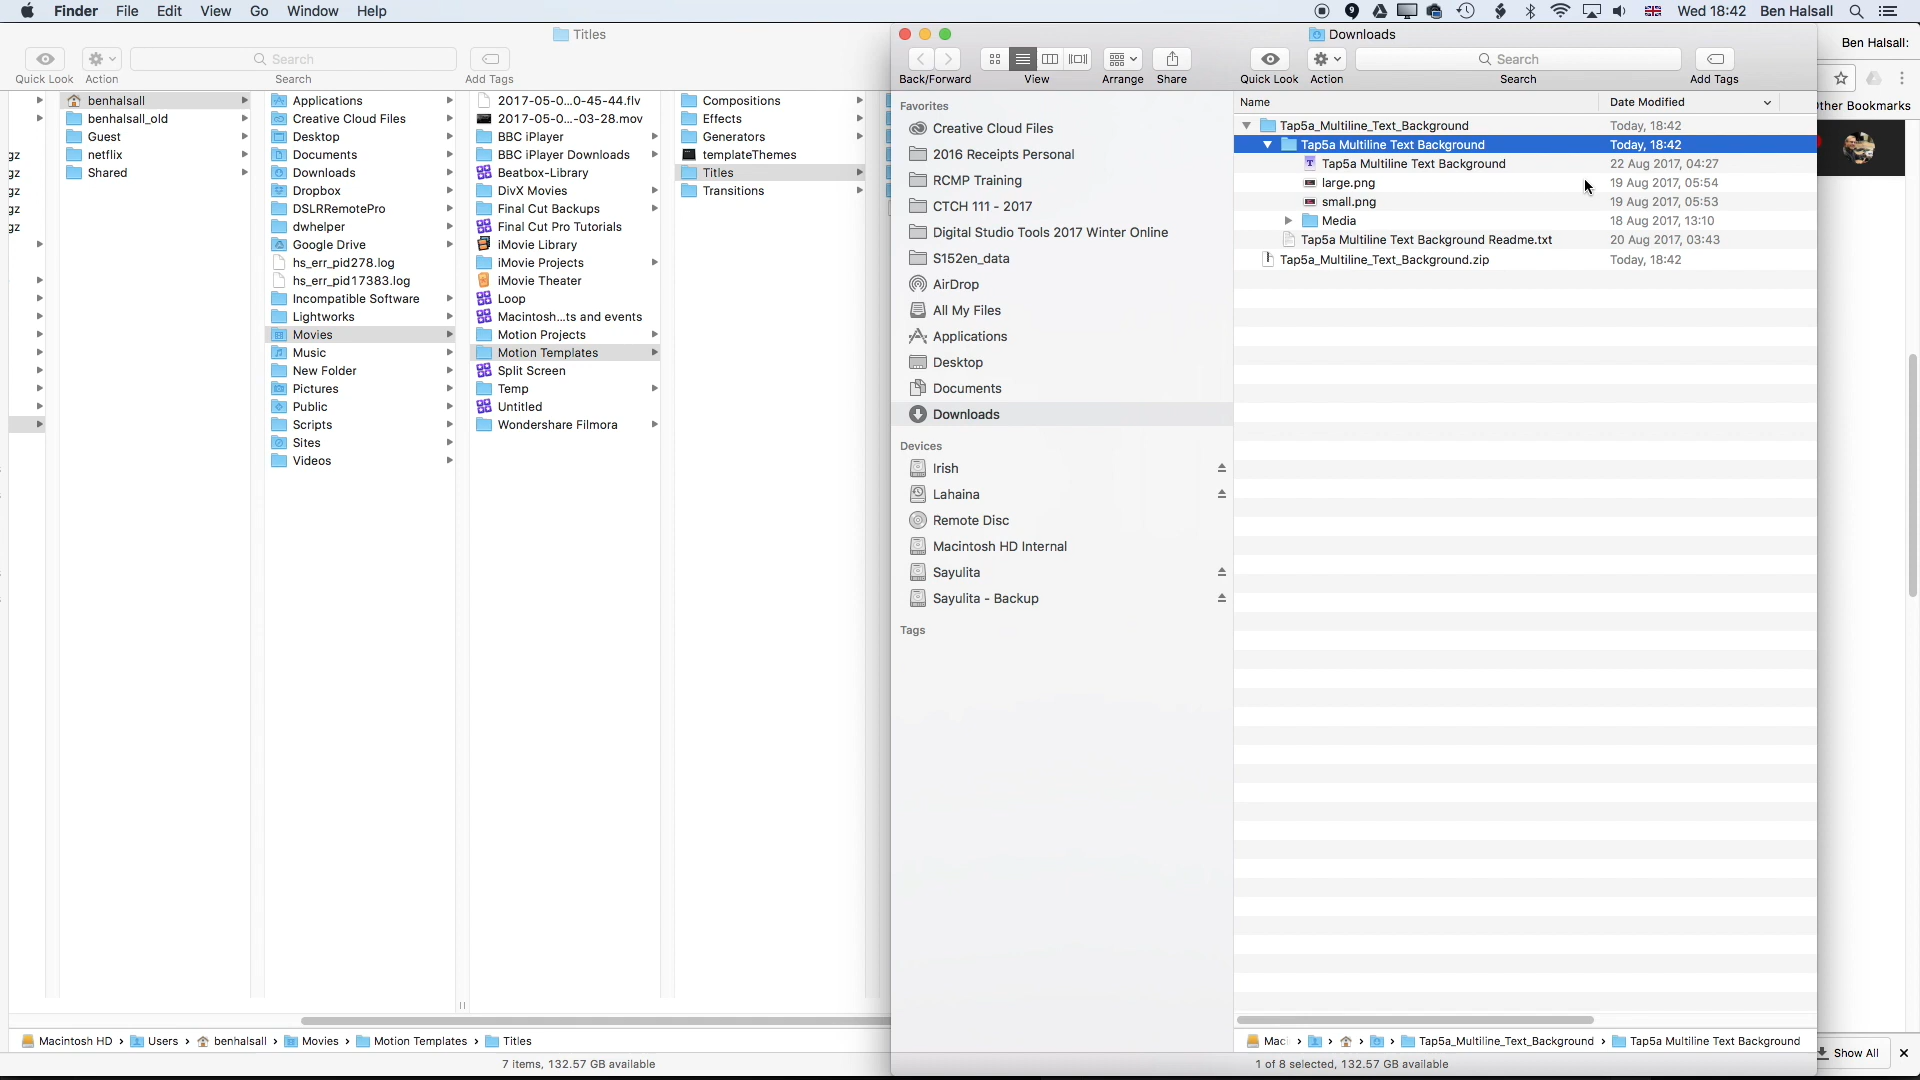 Finder File Edit View Go Window Help
Wed 18:42 Ben Halsall
Titles
Search
Quick Look Action Search Add Tags
gz
gz
gz
gz
benhalsall
benhalsall_old
Guest
netflix
Shared
Applications
Creative Cloud Files
Desktop
Documents
Downloads
Dropbox
DSLRRemotePro
dwhelper
Google Drive
hs_err_pid278.log
hs_err_pid17383.log
Incompatible Software
Lightworks
Movies
Music
New Folder
Pictures
Public
Scripts
Sites
Videos
2017-05-0...0-45-44.flv
2017-05-0...-03-28.mov
BBC iPlayer
BBC iPlayer Downloads
Beatbox-Library
DivX Movies
Final Cut Backups
Final Cut Pro Tutorials
iMovie Library
iMovie Projects
iMovie Theater
Loop
Macintosh...ts and events
Motion Projects
Motion Templates
Split Screen
Temp
Untitled
Wondershare Filmora
Compositions
Effects
Generators
templateThemes
Titles
Transitions
Macintosh HD › Users › benhalsall › Movies › Motion Templates › Titles
7 items, 132.57 GB available
Downloads
Search
Back/Forward View Arrange Share Quick Look Action Search Add Tags
Favorites
Creative Cloud Files
2016 Receipts Personal
RCMP Training
CTCH 111 - 2017
Digital Studio Tools 2017 Winter Online
S152en_data
AirDrop
All My Files
Applications
Desktop
Documents
Downloads
Devices
Irish
Lahaina
Remote Disc
Macintosh HD Internal
Sayulita
Sayulita - Backup
Tags
Name Date Modified
Tap5a_Multiline_Text_Background Today, 18:42
Tap5a Multiline Text Background Today, 18:42
Tap5a Multiline Text Background 22 Aug 2017, 04:27
large.png 19 Aug 2017, 05:54
small.png 19 Aug 2017, 05:53
Media 18 Aug 2017, 13:10
Tap5a Multiline Text Background Readme.txt 20 Aug 2017, 03:43
Tap5a_Multiline_Text_Background.zip Today, 18:42
Maci › › › › Tap5a_Multiline_Text_Background › Tap5a Multiline Text Background
1 of 8 selected, 132.57 GB available
Ben Halsall:
ther Bookmarks
Show All